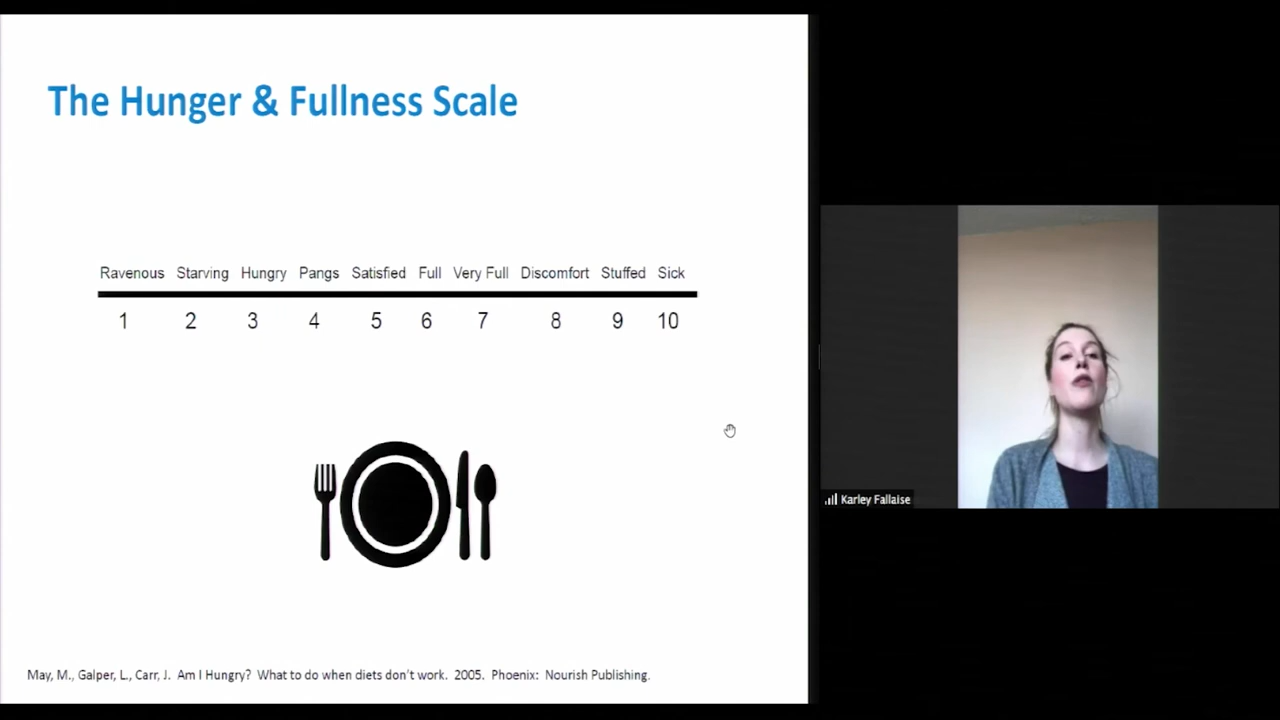 The Hunger & Fullness Scale
Ravenous Starving Hungry Pangs Satisfied Full Very Full Discomfort Stuffed Sick
1 2 3 4 5 6 7 8 9 10
Karley Fallaise
May, M., Galper, L., Carr, J. Am I Hungry? What to do when diets don't work. 2005. Phoenix: Nourish Publishing.